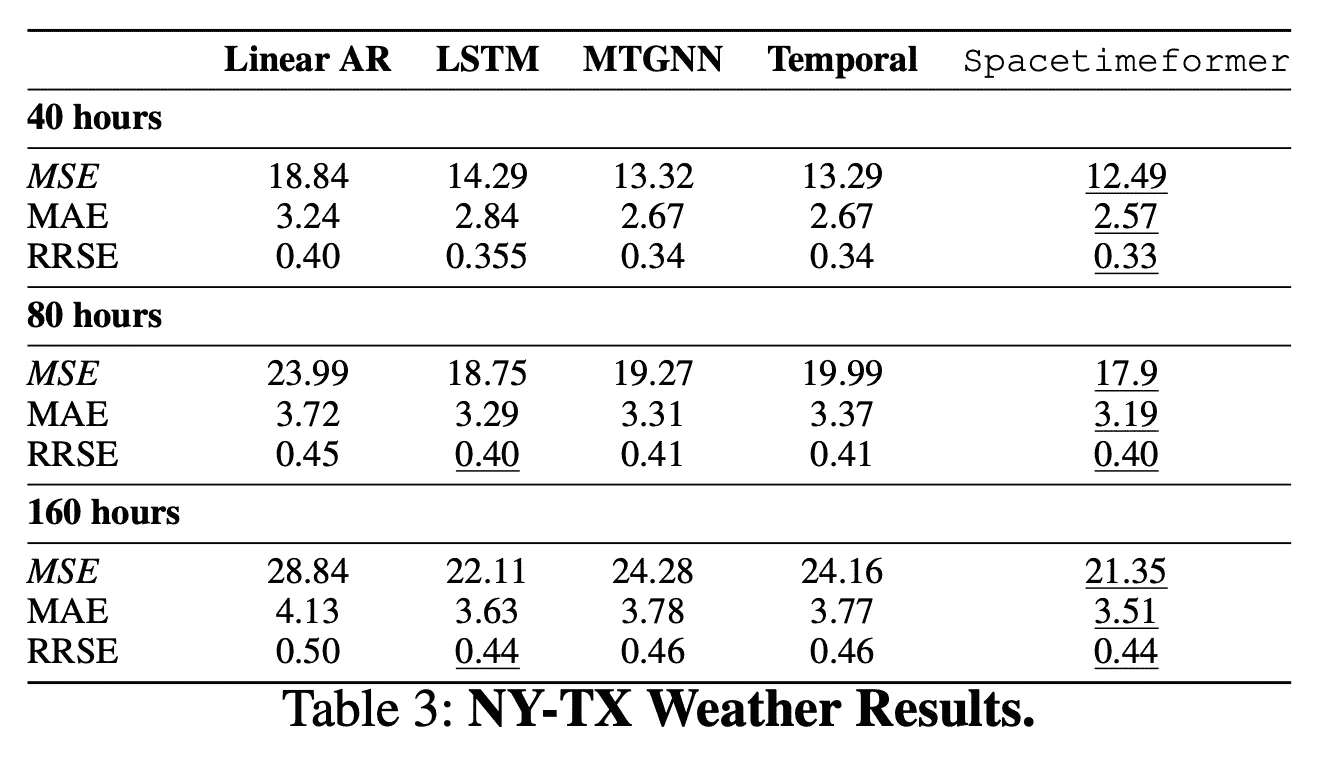 Linear AR LSTM MTGNN Temporal Spacetimeformer
40 hours
MSE 18.84 14.29 13.32 13.29 12.49
MAE 3.24 2.84 2.67 2.67 2.57
RRSE 0.40 0.355 0.34 0.34 0.33
80 hours
MSE 23.99 18.75 19.27 19.99 17.9
MAE 3.72 3.29 3.31 3.37 3.19
RRSE 0.45 0.40 0.41 0.41 0.40
160 hours
MSE 28.84 22.11 24.28 24.16 21.35
MAE 4.13 3.63 3.78 3.77 3.51
RRSE 0.50 0.44 0.46 0.46 0.44
Table 3: NY-TX Weather Results.